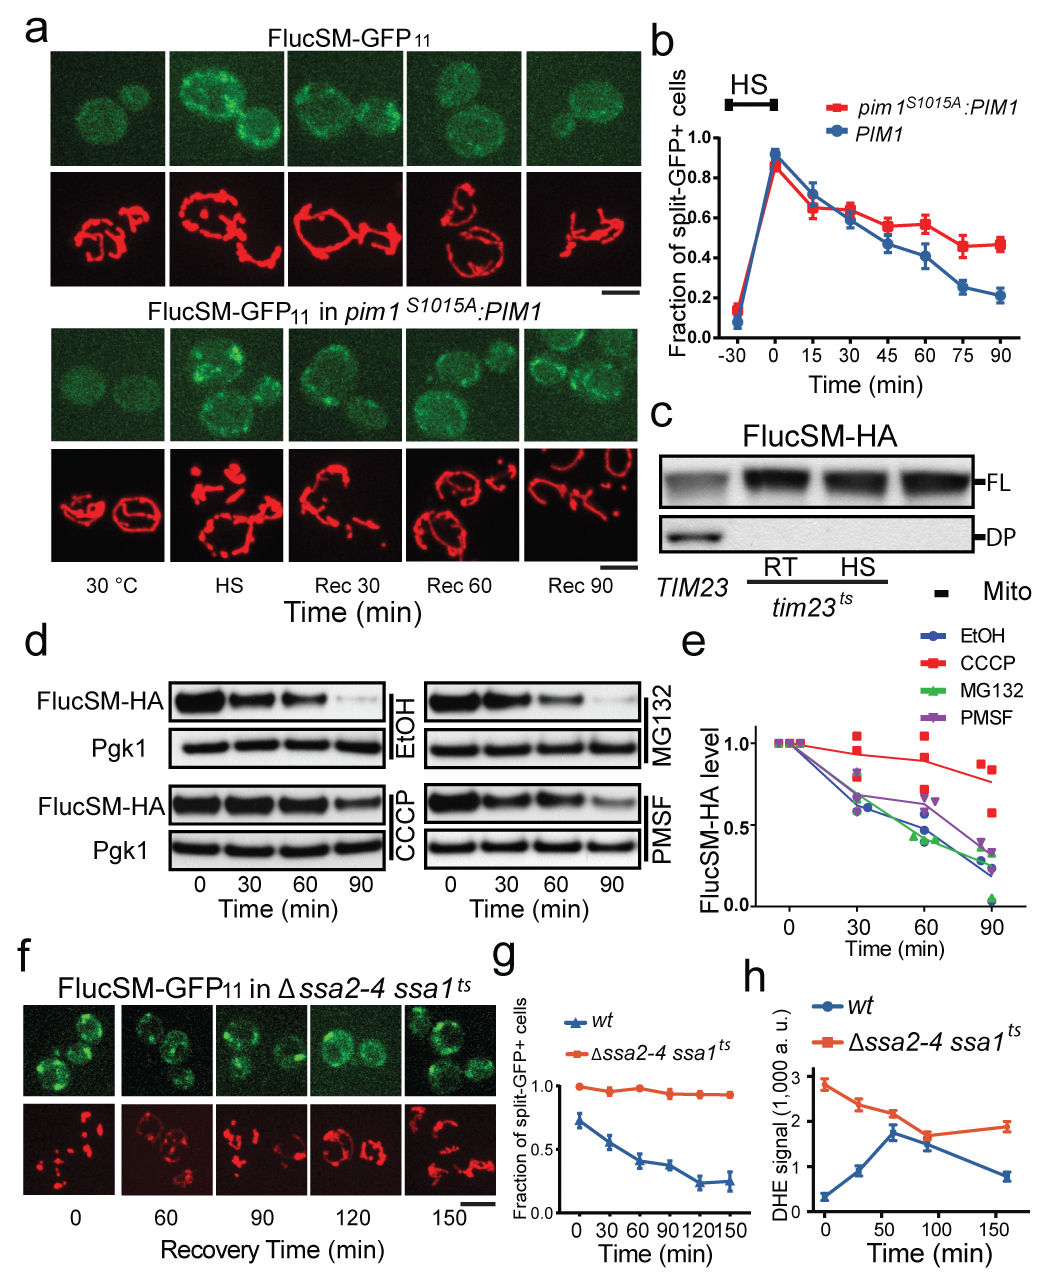 a
FlucSM-GFP11
FlucSM-GFP11 in pim1 S1015A:PIM1
30 °C HS Rec 30 Rec 60 Rec 90
Time (min)
b
HS
pim1S1015A:PIM1
PIM1
Fraction of split-GFP+ cells
1.0
0.8
0.6
0.4
0.2
0.0
-30 0 15 30 45 60 75 90
Time (min)
c
FlucSM-HA
FL
DP
RT HS
TIM23 tim23ts
Mito
d
FlucSM-HA
Pgk1
EtOH
MG132
FlucSM-HA
Pgk1
CCCP
PMSF
0 30 60 90 0 30 60 90
Time (min) Time (min)
e
EtOH
CCCP
MG132
PMSF
FlucSM-HA level
1.0
0.5
0.0
0 30 60 90
Time (min)
f
FlucSM-GFP11 in Δssa2-4 ssa1ts
0 60 90 120 150
Recovery Time (min)
g
wt
Δssa2-4 ssa1ts
Fraction of split-GFP+ cells
1.0
0.5
0.0
0 30 60 90 120 150
Time (min)
h
wt
Δssa2-4 ssa1ts
DHE signal (1,000 a. u.)
3
2
1
0
0 50 100 150
Time (min)